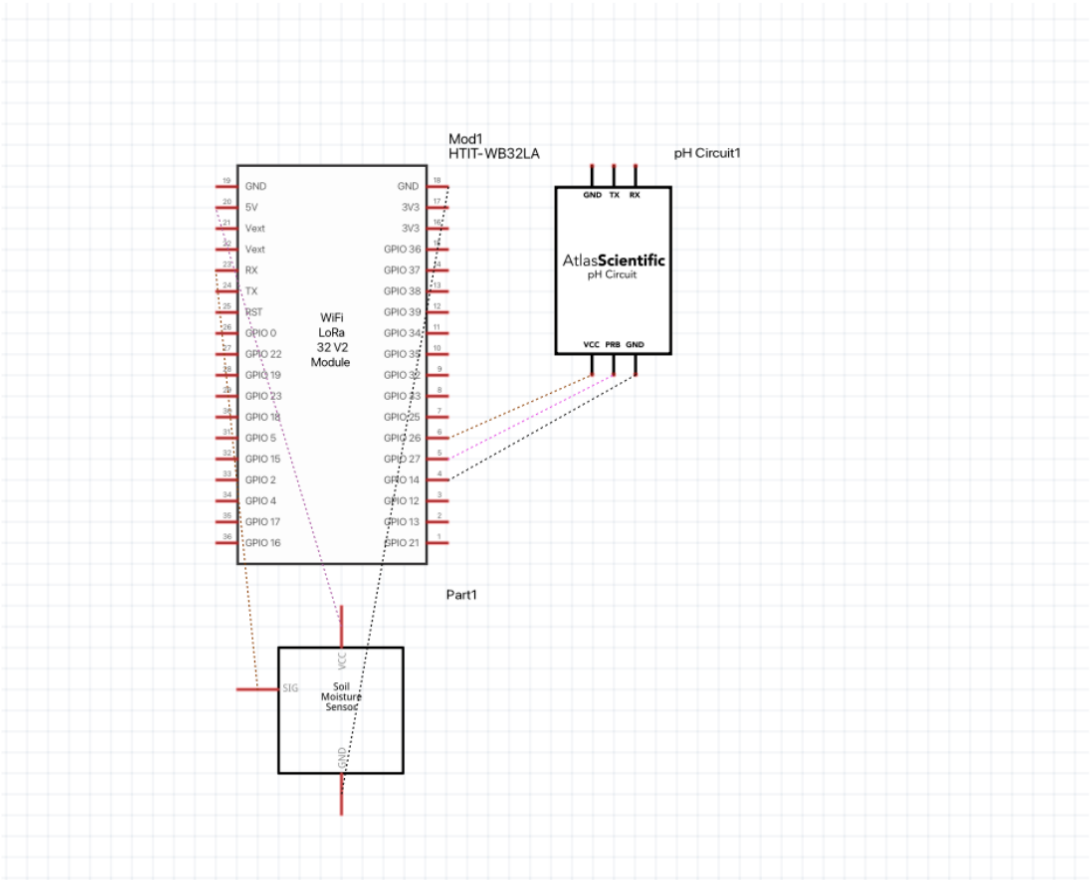 Mod1
HTIT-WB32LA
pH Circuit1
19
GND
GND
18
20
5V
3V3
17
21
Vext
3V3
16
Vext
GPIO 36
23
RX
GPIO 37
14
24
TX
GPIO 38
13
25
RST
GPIO 39
12
26
GPIO 0
GPIO 34
11
27
GPIO 22
GPIO 35
10
28
GPIO 19
GPIO 32
9
29
GPIO 23
GPIO 33
8
30
GPIO 18
GPIO 25
7
31
GPIO 5
GPIO 26
6
32
GPIO 15
GPIO 27
5
33
GPIO 2
GPIO 14
4
34
GPIO 4
GPIO 12
3
35
GPIO 17
GPIO 13
2
36
GPIO 16
GPIO 21
1
WiFi
LoRa
32 V2
Module
GND TX RX
AtlasScientific
pH Circuit
VCC PRB GND
Part1
VCC
SIG
Soil
Moisture
Sensor
GND